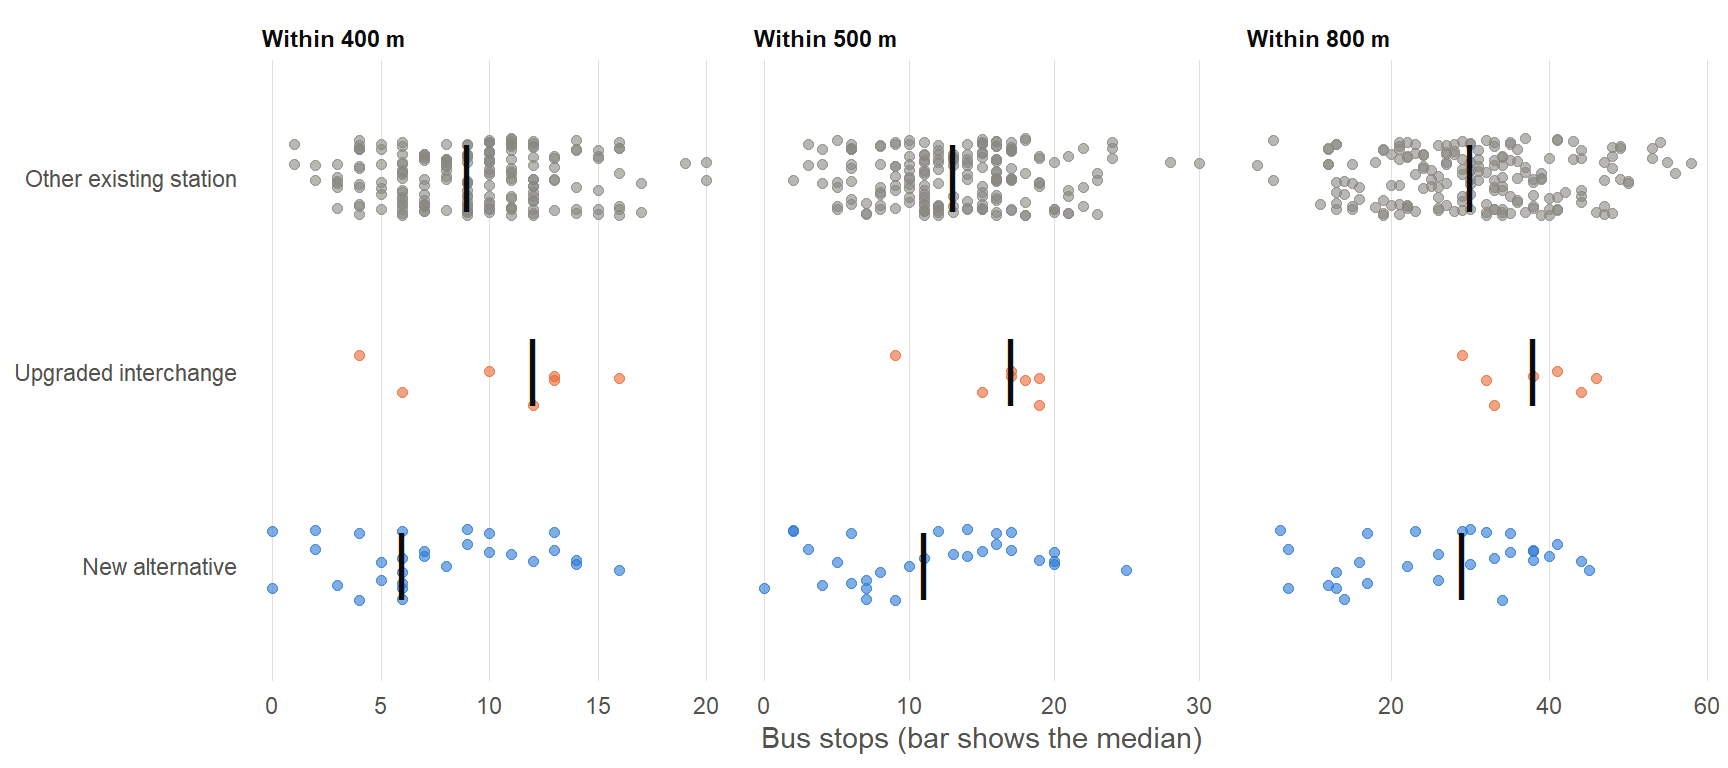 Within 400 m
Within 500 m
Within 800 m
Other existing station
Upgraded interchange
New alternative
0 5 10 15 20
0 10 20 30
20 40 60
Bus stops (bar shows the median)